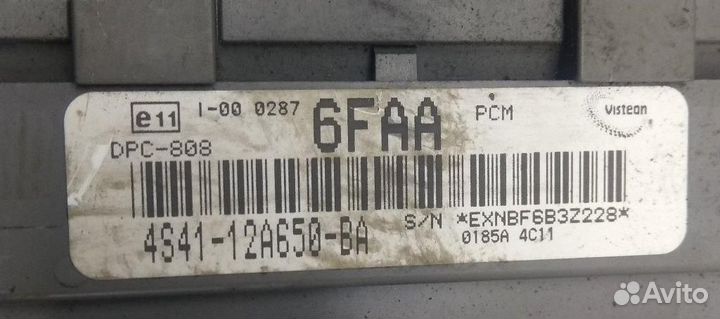 e11 I-00 0287 6FAA PCM Visteon
DPC-808
4S41-12A650-BA S/N *EXNBF6B3Z228*
0185A 4C11
Avito